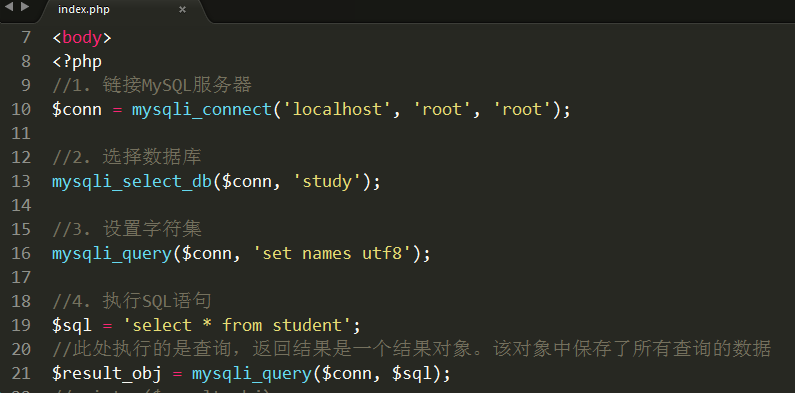 index.php ×
7 <body>
8 <?php
9 //1. 链接MySQL服务器
10 $conn = mysqli_connect('localhost', 'root', 'root');
11
12 //2. 选择数据库
13 mysqli_select_db($conn, 'study');
14
15 //3. 设置字符集
16 mysqli_query($conn, 'set names utf8');
17
18 //4. 执行SQL语句
19 $sql = 'select * from student';
20 //此处执行的是查询，返回结果是一个结果对象。该对象中保存了所有查询的数据
21 $result_obj = mysqli_query($conn, $sql);